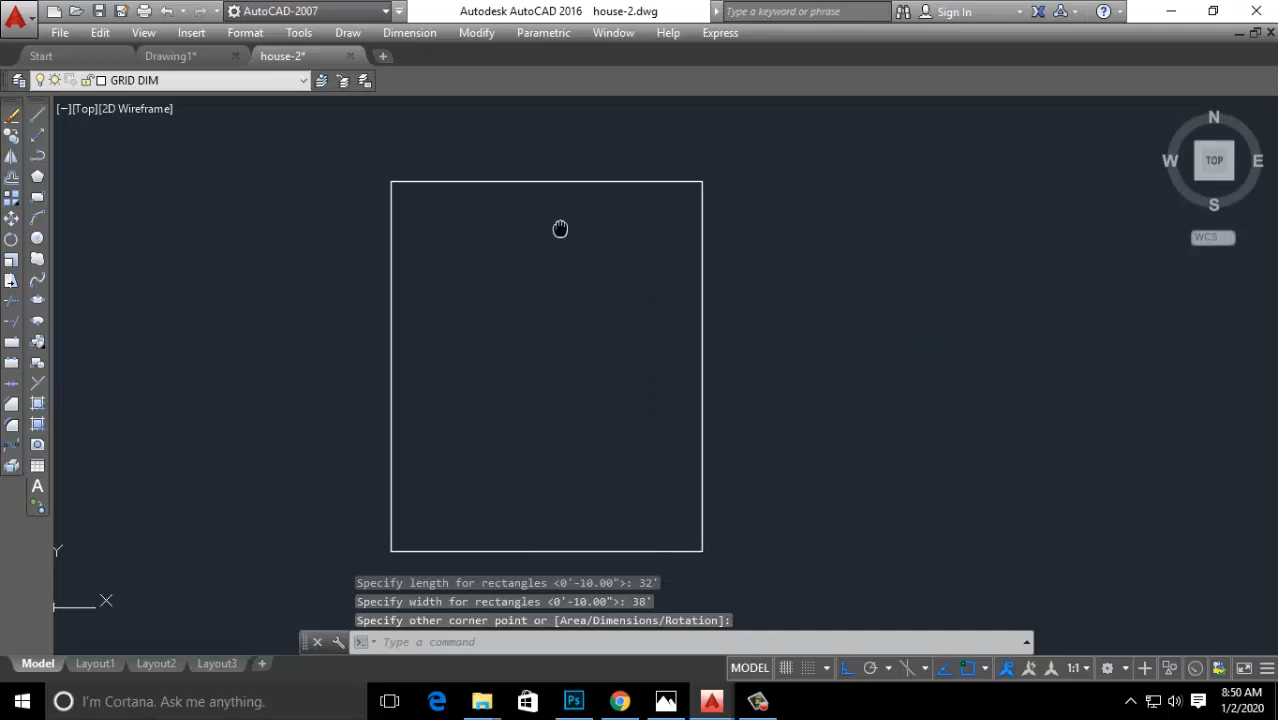 AutoCAD-2007
Autodesk AutoCAD 2016 house-2.dwg
Type a keyword or phrase
Sign In
File Edit View Insert Format Tools Draw Dimension Modify Parametric Window Help Express
Start Drawing1* house-2*
GRID DIM
[−][Top][2D Wireframe]
N
W TOP E
S
WCS
Y
X
Specify length for rectangles <0'-10.00">: 32'
Specify width for rectangles <0'-10.00">: 38'
Specify other corner point or [Area/Dimensions/Rotation]:
Type a command
A
Model Layout1 Layout2 Layout3
MODEL 1:1
I'm Cortana. Ask me anything.
Ps
8:50 AM
1/2/2020